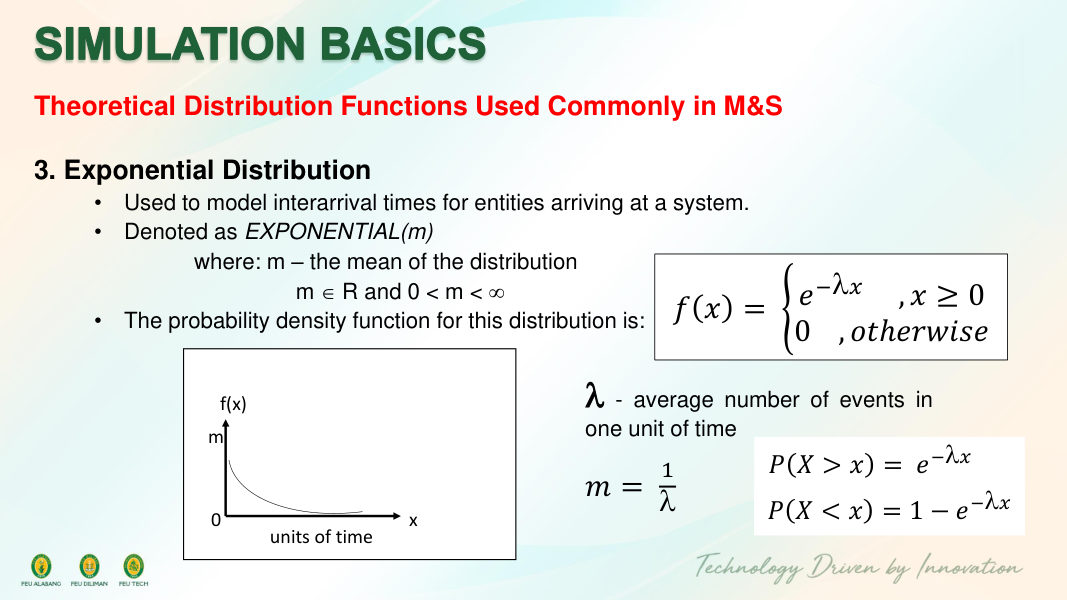 SIMULATION BASICS
Theoretical Distribution Functions Used Commonly in M&S
3. Exponential Distribution
• Used to model interarrival times for entities arriving at a system.
• Denoted as EXPONENTIAL(m)
where: m – the mean of the distribution
m ∈ R and 0 < m < ∞
• The probability density function for this distribution is:
f(x) = { e^{−λx} , x ≥ 0
0 , otherwise
f(x)
m
0
x
units of time
λ - average number of events in
one unit of time
m = 1/λ
P(X > x) = e^{−λx}
P(X < x) = 1 − e^{−λx}
FEU ALABANG FEU DILIMAN FEU TECH
Technology Driven by Innovation